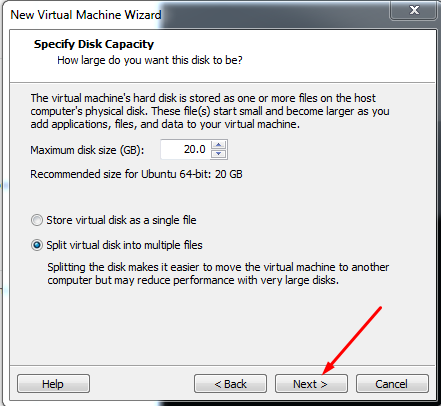 New Virtual Machine Wizard
Specify Disk Capacity
How large do you want this disk to be?
The virtual machine's hard disk is stored as one or more files on the host
computer's physical disk. These file(s) start small and become larger as you
add applications, files, and data to your virtual machine.
Maximum disk size (GB): 20.0
Recommended size for Ubuntu 64-bit: 20 GB
Store virtual disk as a single file
Split virtual disk into multiple files
Splitting the disk makes it easier to move the virtual machine to another
computer but may reduce performance with very large disks.
Help < Back Next > Cancel